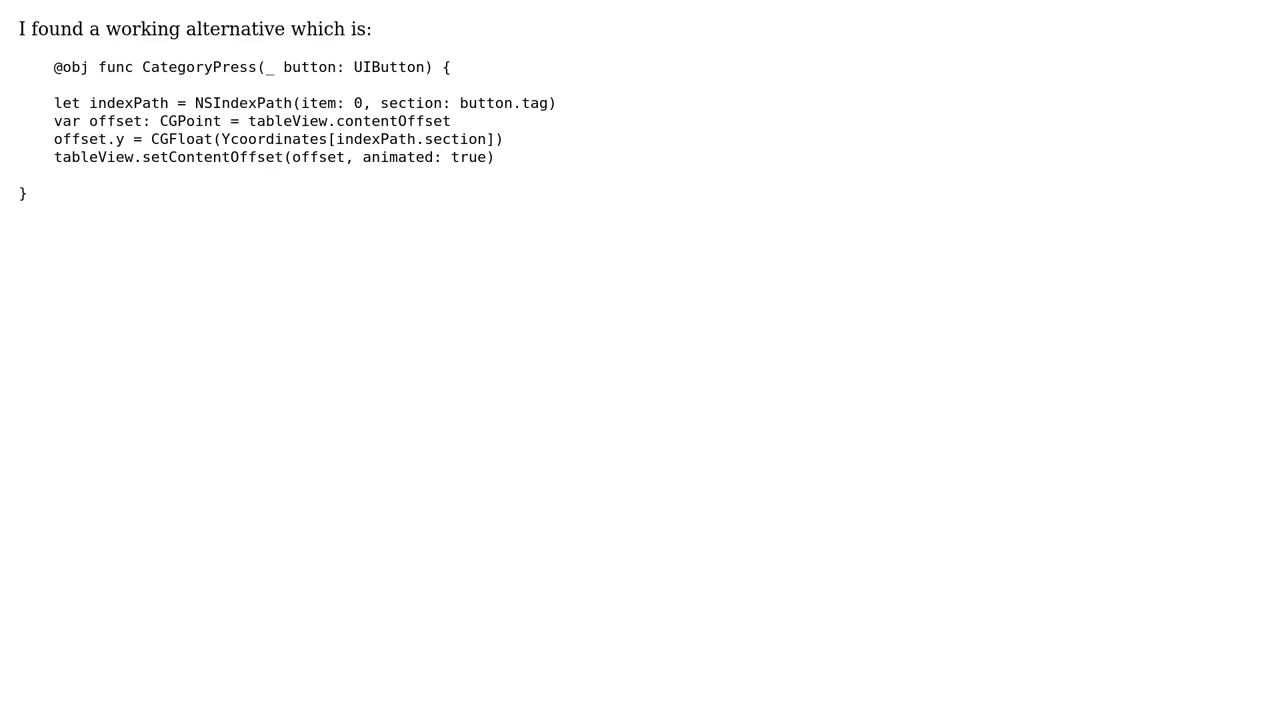 I found a working alternative which is:
@obj func CategoryPress(_ button: UIButton) {
let indexPath = NSIndexPath(item: 0, section: button.tag)
var offset: CGPoint = tableView.contentOffset
offset.y = CGFloat(Ycoordinates[indexPath.section])
tableView.setContentOffset(offset, animated: true)
}